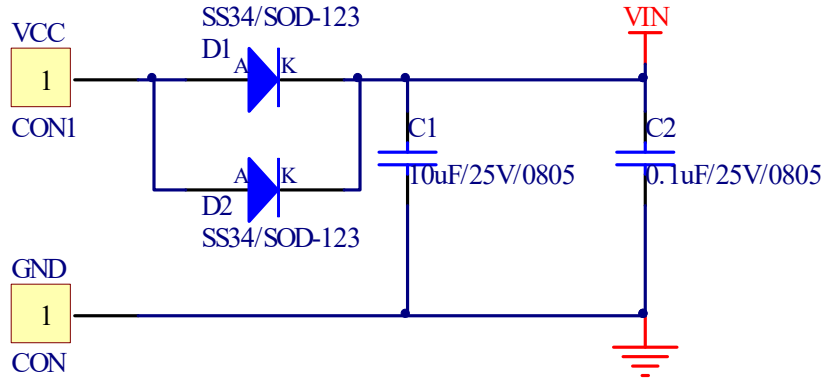 SS34/SOD-123
VIN
VCC
D1
A
K
1
CON1
C1
C2
10uF/25V/0805
0.1uF/25V/0805
A
K
D2
SS34/SOD-123
GND
1
CON